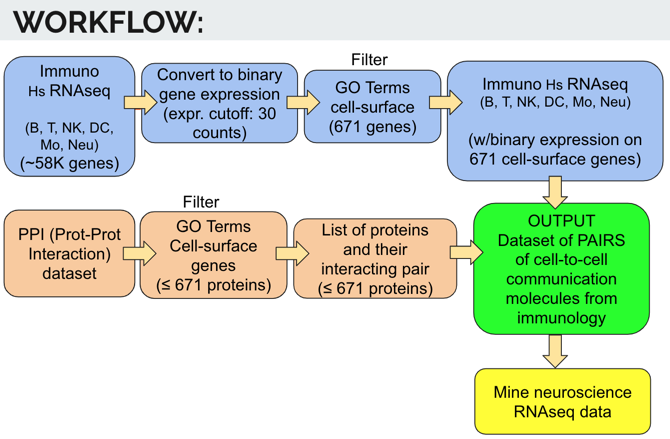 WORKFLOW:
Immuno
Hs RNAseq
(B, T, NK, DC,
Mo, Neu)
(~58K genes)
Convert to binary
gene expression
(expr. cutoff: 30
counts)
Filter
GO Terms
cell-surface
(671 genes)
Immuno Hs RNAseq
(B, T, NK, DC, Mo, Neu)
(w/binary expression on
671 cell-surface genes)
PPI (Prot-Prot
Interaction)
dataset
Filter
GO Terms
Cell-surface
genes
(≤ 671 proteins)
List of proteins
and their
interacting pair
(≤ 671 proteins)
OUTPUT
Dataset of PAIRS
of cell-to-cell
communication
molecules from
immunology
Mine neuroscience
RNAseq data